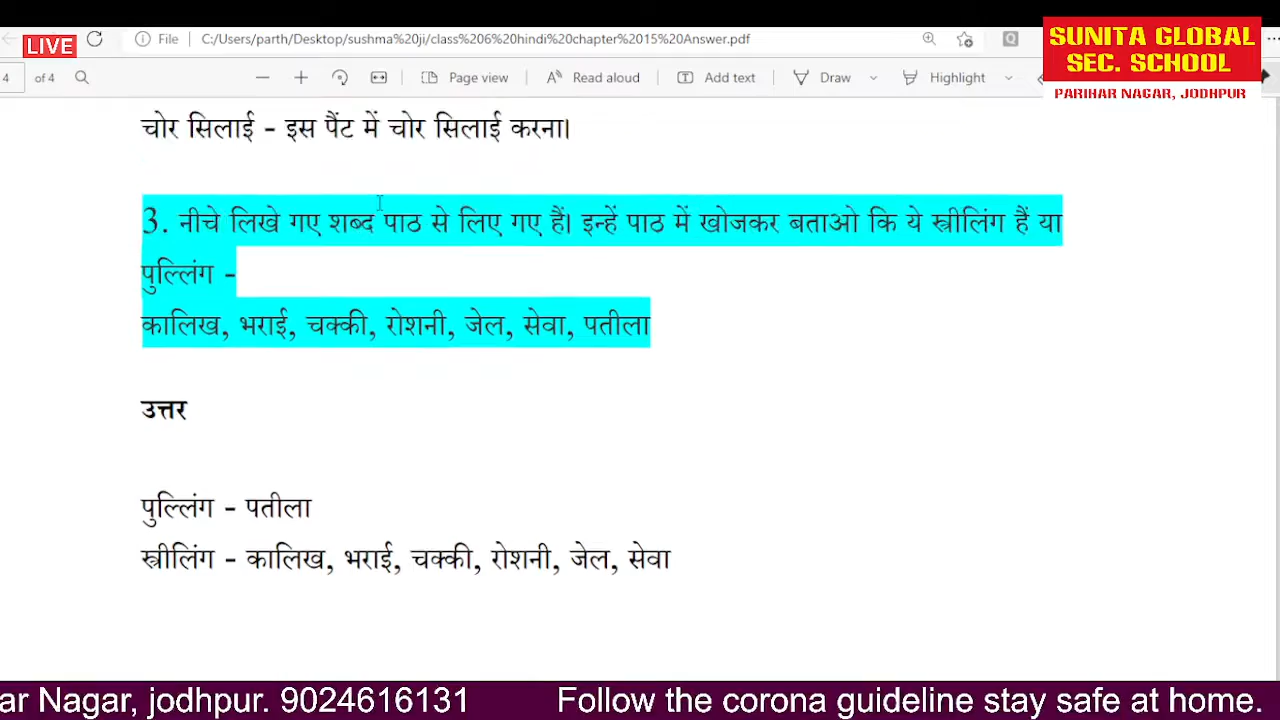 LIVE
File C:/Users/parth/Desktop/sharma%20Ji/class%206%20hindi%20chapter%2015%20Answer.pdf
SUNITA GLOBAL
SEC. SCHOOL
PARIHAR NAGAR, JODHPUR
4 of 4 Page view Read aloud Add text Draw Highlight
चोर सिलाई - इस पैंट में चोर सिलाई करना।
3. नीचे लिखे गए शब्द पाठ से लिए गए हैं। इन्हें पाठ में खोजकर बताओ कि ये स्त्रीलिंग हैं या
पुल्लिंग -
कालिख, भराई, चक्की, रोशनी, जेल, सेवा, पतीला
उत्तर
पुल्लिंग - पतीला
स्त्रीलिंग - कालिख, भराई, चक्की, रोशनी, जेल, सेवा
ar Nagar, jodhpur. 9024616131 Follow the corona guideline stay safe at home.